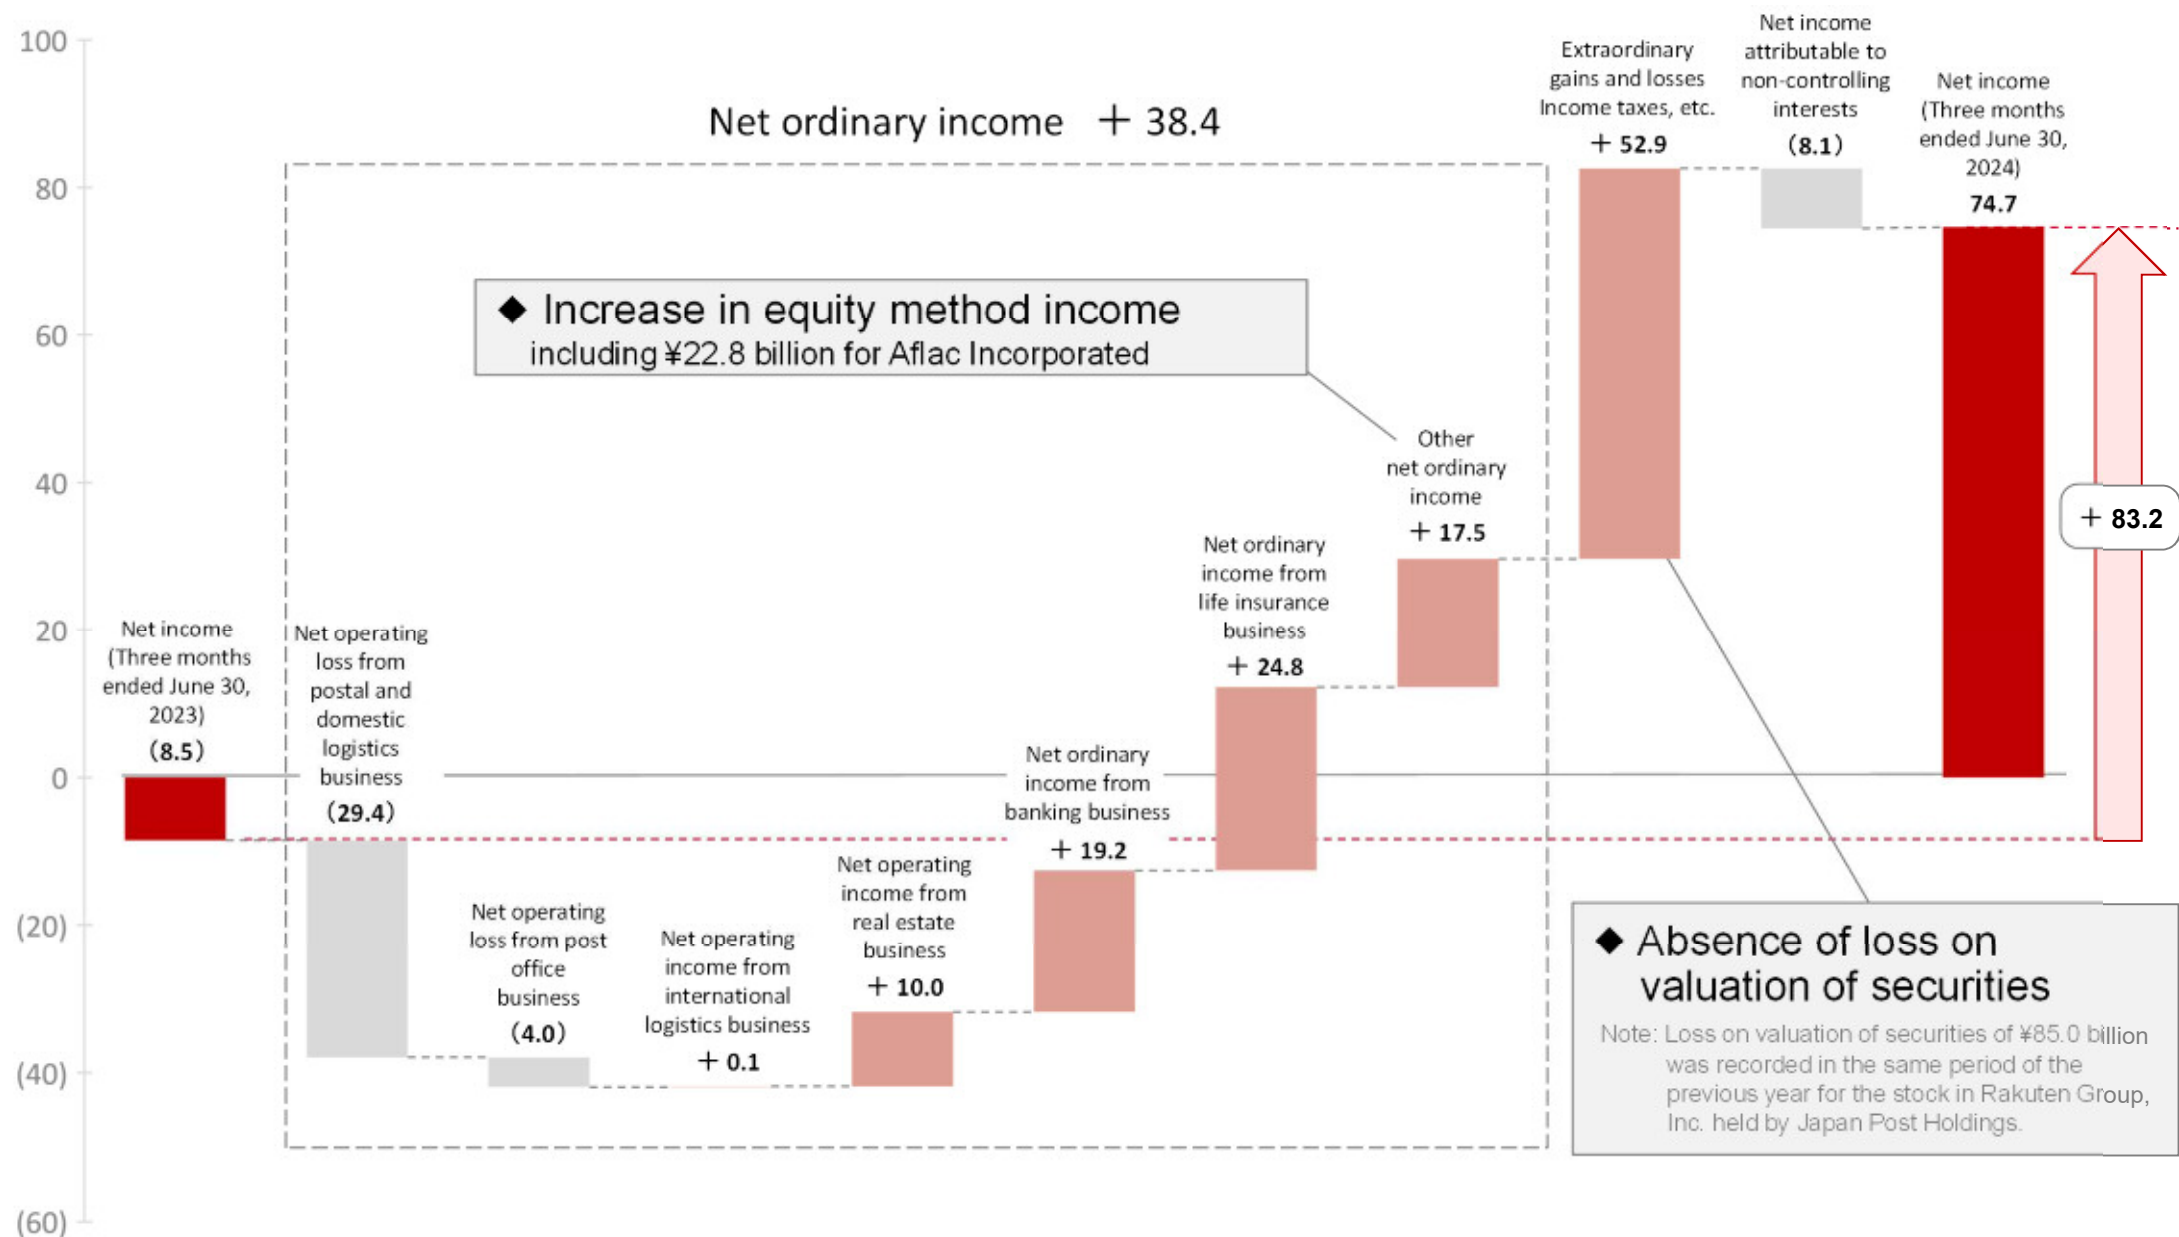 100
80
60
40
20
0
(20)
(40)
(60)
Net ordinary income + 38.4
◆ Increase in equity method income
including ¥22.8 billion for Aflac Incorporated
Net income
(Three months
ended June 30,
2023)
(8.5)
Net operating
loss from
postal and
domestic
logistics
business
(29.4)
Net operating
loss from post
office
business
(4.0)
Net operating
income from
international
logistics business
+ 0.1
Net operating
income from
real estate
business
+ 10.0
Net ordinary
income from
banking business
+ 19.2
Net ordinary
income from
life insurance
business
+ 24.8
Other
net ordinary
income
+ 17.5
Extraordinary
gains and losses
Income taxes, etc.
+ 52.9
Net income
attributable to
non-controlling
interests
(8.1)
Net income
(Three months
ended June 30,
2024)
74.7
+ 83.2
◆ Absence of loss on
valuation of securities
Note: Loss on valuation of securities of ¥85.0 billion
was recorded in the same period of the
previous year for the stock in Rakuten Group,
Inc. held by Japan Post Holdings.